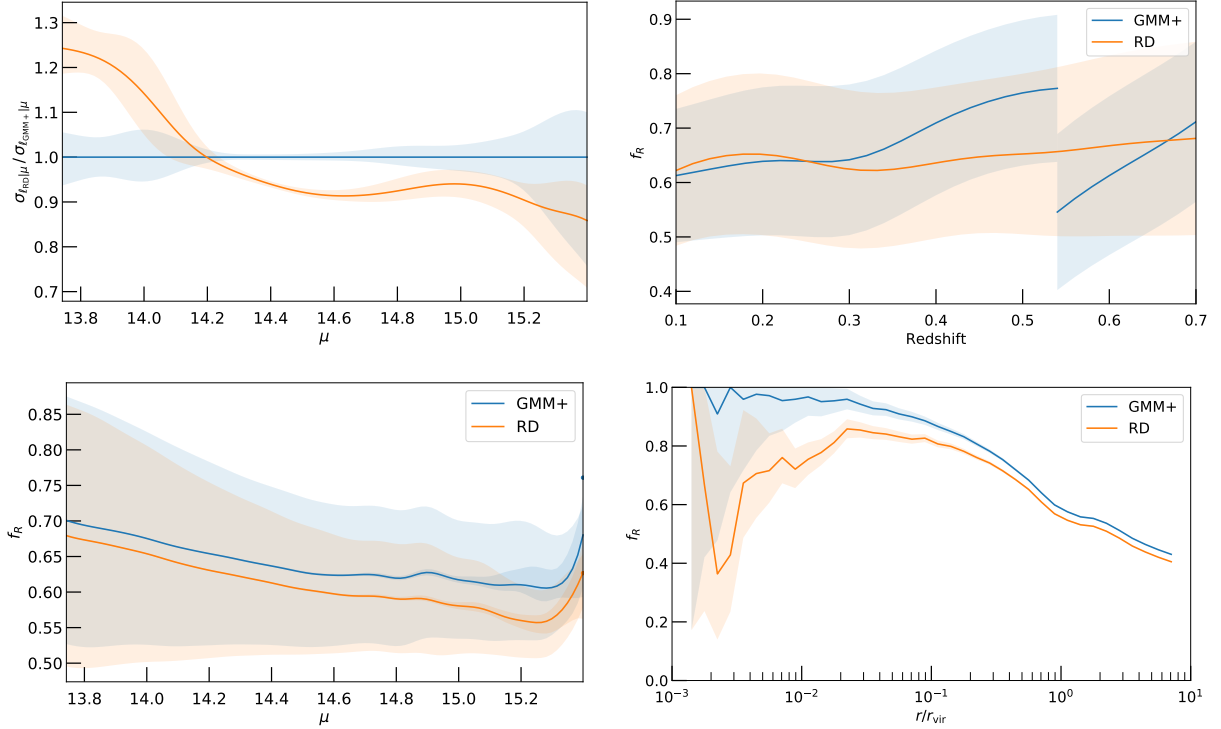 1.3
1.2
1.1
1.0
0.9
0.8
0.7
σ_{ℓ_RD|μ} / σ_{ℓ_GMM+|μ}
13.8 14.0 14.2 14.4 14.6 14.8 15.0 15.2
μ
0.9
0.8
0.7
0.6
0.5
0.4
f_R
GMM+
RD
0.1 0.2 0.3 0.4 0.5 0.6 0.7
Redshift
0.85
0.80
0.75
0.70
0.65
0.60
0.55
0.50
f_R
GMM+
RD
13.8 14.0 14.2 14.4 14.6 14.8 15.0 15.2
μ
1.0
0.8
0.6
0.4
0.2
0.0
f_R
GMM+
RD
10⁻³ 10⁻² 10⁻¹ 10⁰ 10¹
r/r_vir